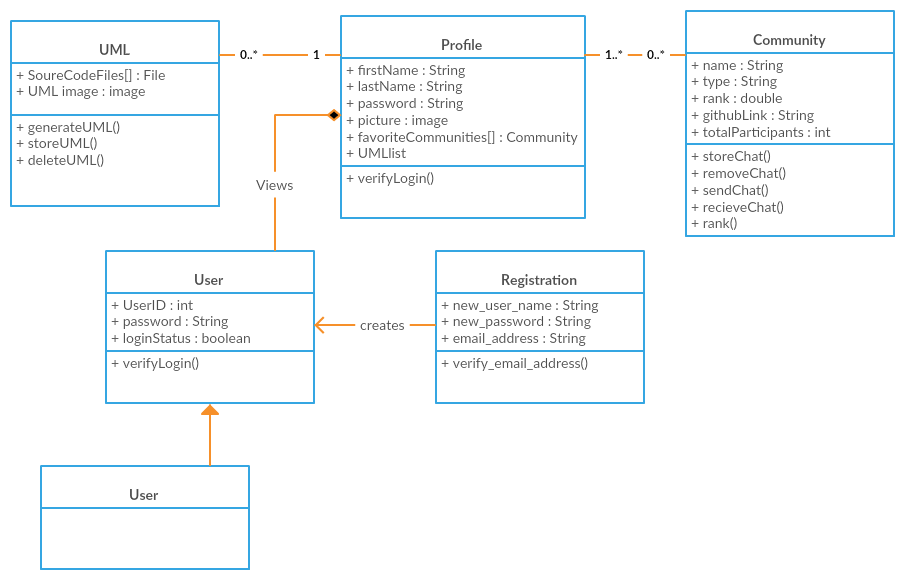 UML
+ SoureCodeFiles[] : File
+ UML image : image
+ generateUML()
+ storeUML()
+ deleteUML()
0..*
1
Profile
+ firstName : String
+ lastName : String
+ password : String
+ picture : image
+ favoriteCommunities[] : Community
+ UMLlist
+ verifyLogin()
1..*
0..*
Community
+ name : String
+ type : String
+ rank : double
+ githubLink : String
+ totalParticipants : int
+ storeChat()
+ removeChat()
+ sendChat()
+ recieveChat()
+ rank()
Views
User
+ UserID : int
+ password : String
+ loginStatus : boolean
+ verifyLogin()
creates
Registration
+ new_user_name : String
+ new_password : String
+ email_address : String
+ verify_email_address()
User